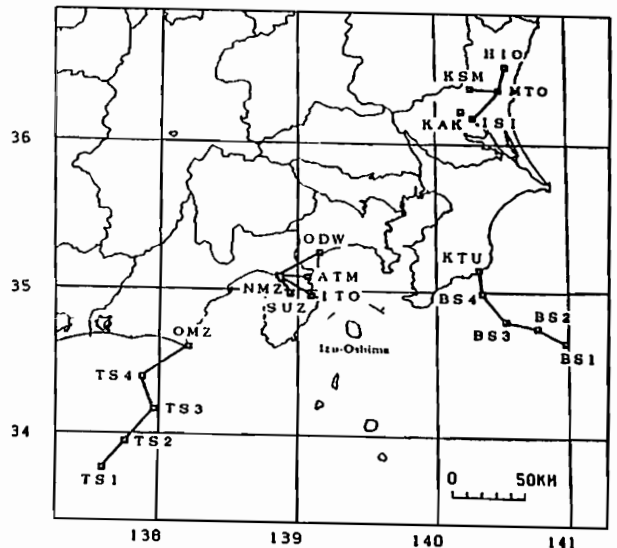 HIO
KSM
MTO
36
KAK
ISI
ODW
KTU
ATM
35
NMZ
ITO
SUZ
BS4
OMZ
BS2
BS3
Izu-Oshima
BS1
TS4
TS3
34
TS2
TS1
0 50KM
138 139 140 141